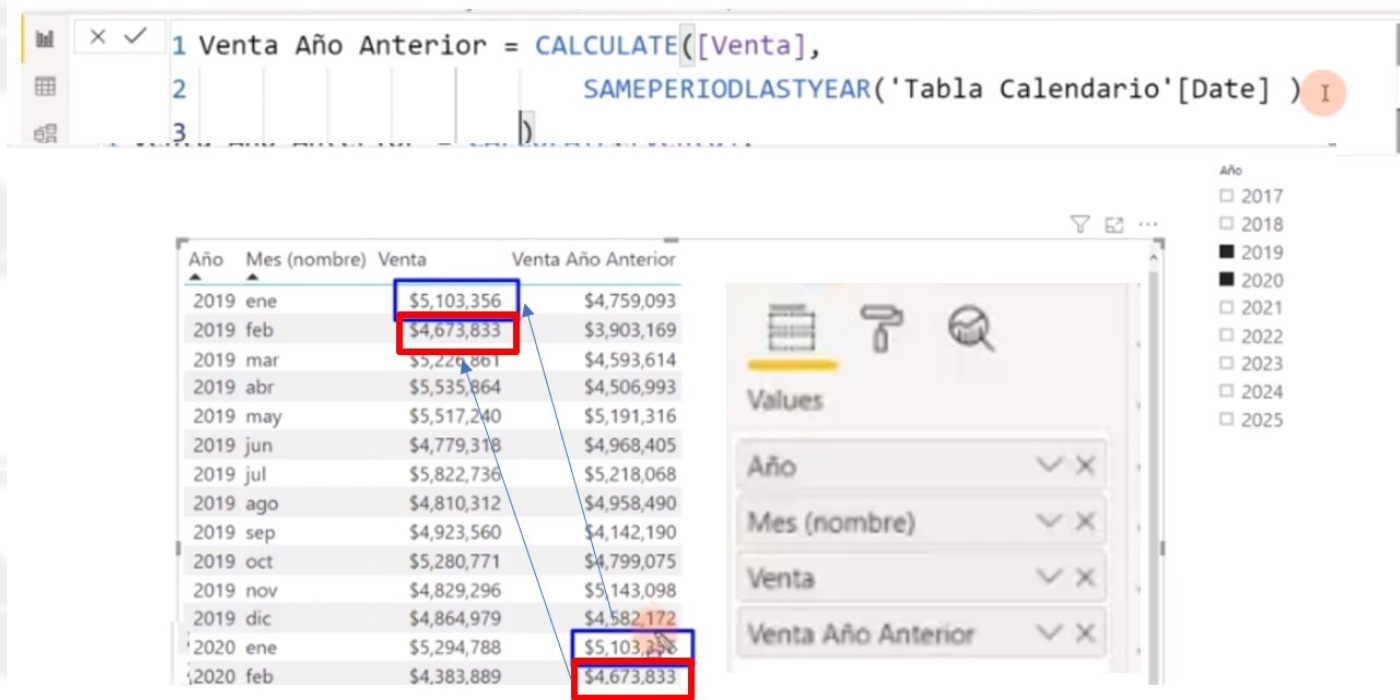 1 Venta Año Anterior = CALCULATE([Venta],
2 SAMEPERIODLASTYEAR('Tabla Calendario'[Date] )
3 )
Año
2017
2018
2019
2020
2021
2022
2023
2024
2025
Año Mes (nombre) Venta Venta Año Anterior
2019 ene $5,103,356 $4,759,093
2019 feb $4,673,833 $3,903,169
2019 mar $5,226,861 $4,593,614
2019 abr $5,535,864 $4,506,993
2019 may $5,517,240 $5,191,316
2019 jun $4,779,318 $4,968,405
2019 jul $5,822,736 $5,218,068
2019 ago $4,810,312 $4,958,490
2019 sep $4,923,560 $4,142,190
2019 oct $5,280,771 $4,799,075
2019 nov $4,829,296 $5,143,098
2019 dic $4,864,979 $4,582,172
2020 ene $5,294,788 $5,103,356
2020 feb $4,383,889 $4,673,833
Values
Año
Mes (nombre)
Venta
Venta Año Anterior